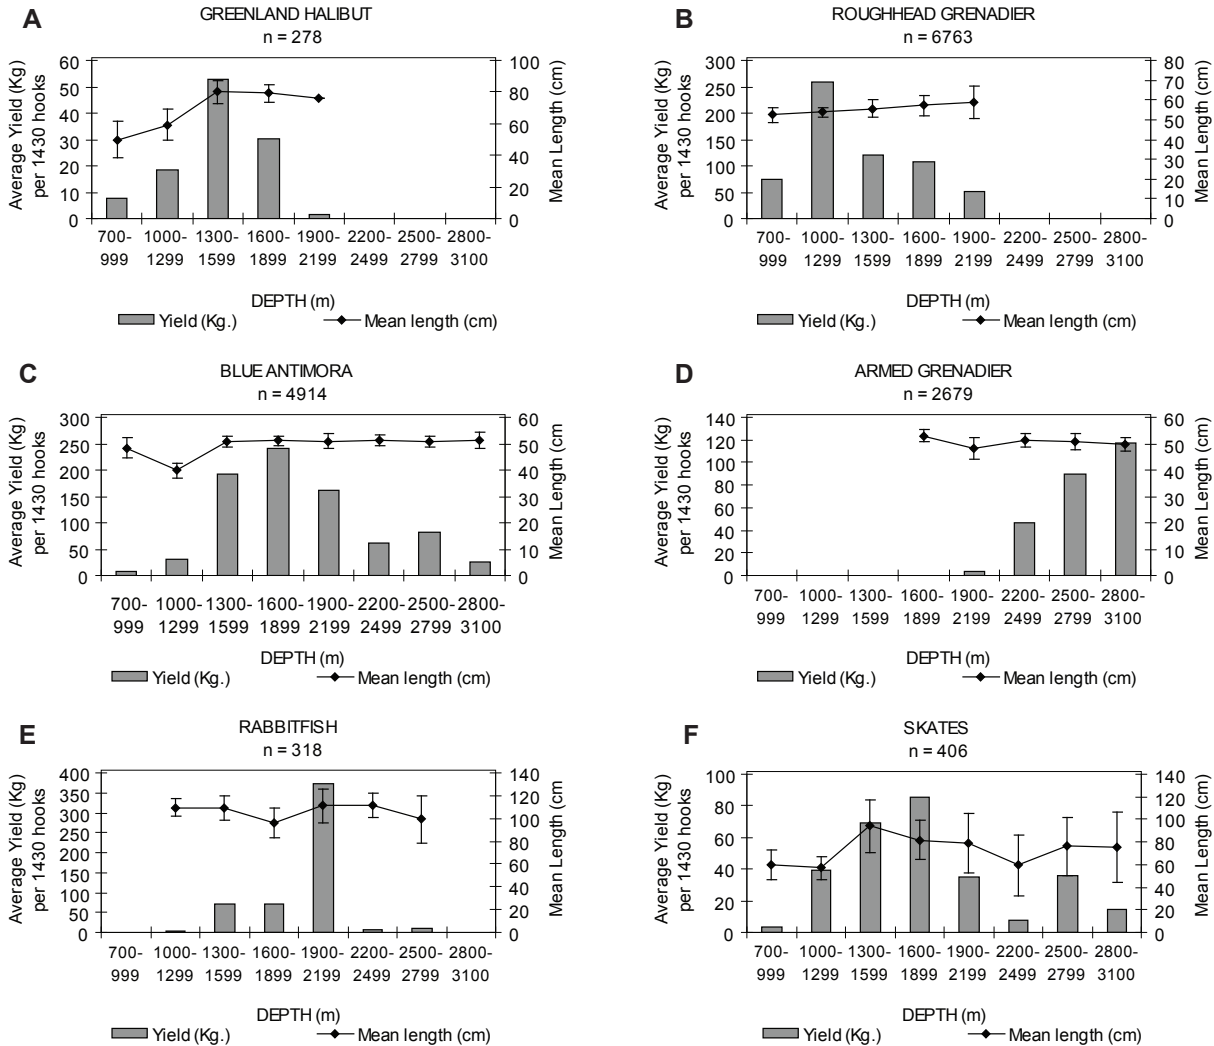 A
GREENLAND HALIBUT
n = 278
Average Yield (Kg)
per 1430 hooks
60
50
40
30
20
10
0
100
80
60
40
20
0
Mean Length (cm)
700- 1000- 1300- 1600- 1900- 2200- 2500- 2800-
999 1299 1599 1899 2199 2499 2799 3100
DEPTH (m)
Yield (Kg.) Mean length (cm)
B
ROUGHHEAD GRENADIER
n = 6763
Average Yield (Kg)
per 1430 hooks
300
250
200
150
100
50
0
80
70
60
50
40
30
20
10
0
Mean Length (cm)
700- 1000- 1300- 1600- 1900- 2200- 2500- 2800-
999 1299 1599 1899 2199 2499 2799 3100
DEPTH (m)
Yield (Kg.) Mean length (cm)
C
BLUE ANTIMORA
n = 4914
Average Yield (Kg)
per 1430 hooks
300
250
200
150
100
50
0
60
50
40
30
20
10
0
Mean Length (cm
700- 1000- 1300- 1600- 1900- 2200- 2500- 2800-
999 1299 1599 1899 2199 2499 2799 3100
DEPTH (m)
Yield (Kg.) Mean length (cm)
D
ARMED GRENADIER
n = 2679
Average Yield (Kg)
per 1430 hooks
140
120
100
80
60
40
20
0
60
50
40
30
20
10
0
Mean Length (cm)
700- 1000- 1300- 1600- 1900- 2200- 2500- 2800-
999 1299 1599 1899 2199 2499 2799 3100
DEPTH (m)
Yield (Kg.) Mean length (cm)
E
RABBITFISH
n = 318
Average Yield (Kg)
per 1430 hooks
400
350
300
250
200
150
100
50
0
140
120
100
80
60
40
20
0
Mean Length (cm
700- 1000- 1300- 1600- 1900- 2200- 2500- 2800-
999 1299 1599 1899 2199 2499 2799 3100
DEPTH (m)
Yield (Kg.) Mean length (cm)
F
SKATES
n = 406
Average Yield (Kg)
per 1430 hooks
100
80
60
40
20
0
140
120
100
80
60
40
20
0
Mean Length (cm)
700- 1000- 1300- 1600- 1900- 2200- 2500- 2800-
999 1299 1599 1899 2199 2499 2799 3100
DEPTH (m)
Yield (Kg.) Mean length (cm)